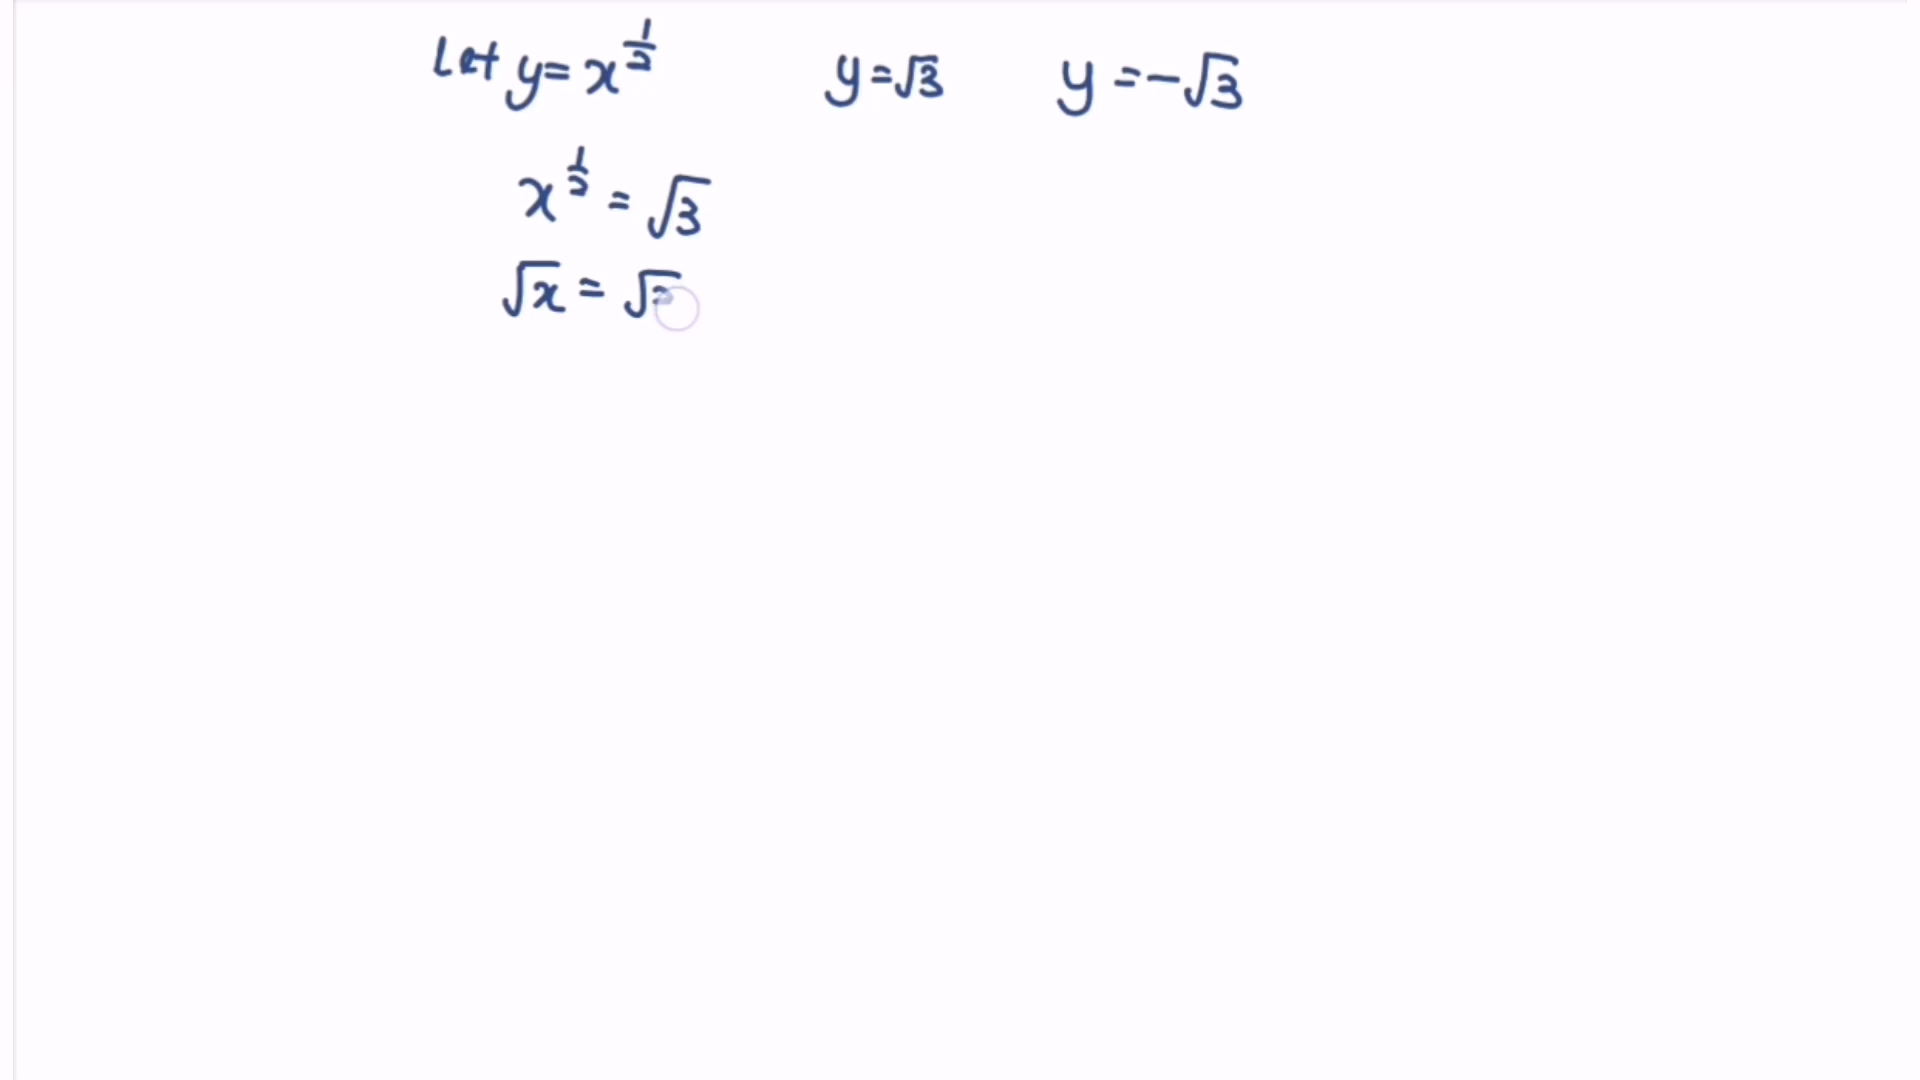 Let y = x^{1/2} y = √3 y = -√3
x^{1/2} = √3
√x = √